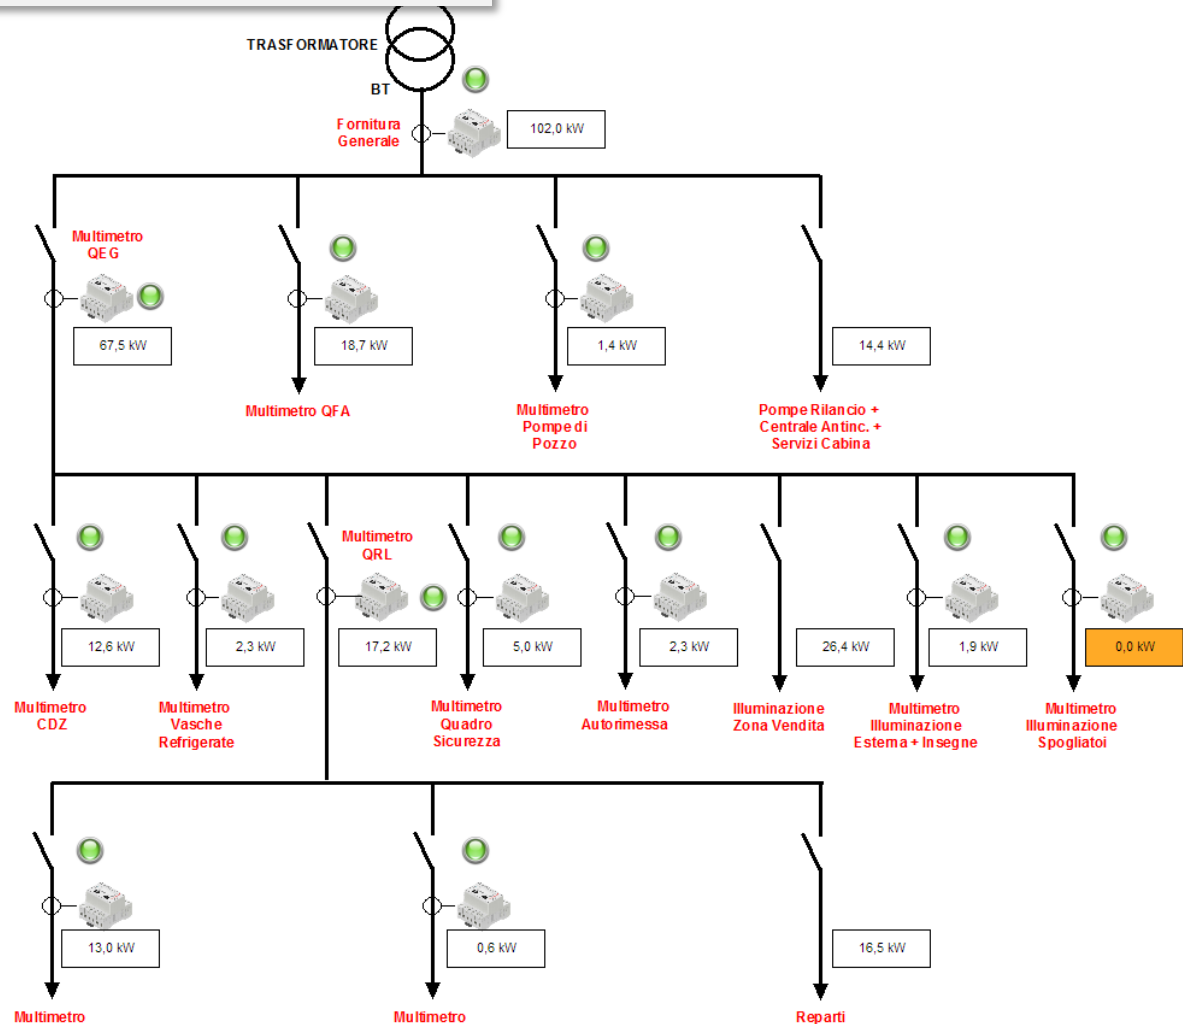 TRASFORMATORE
BT
Fornitura
Generale
102,0 kW
Multimetro
QEG
67,5 kW
18,7 kW
1,4 kW
14,4 kW
Multimetro QFA
Multimetro
Pompe di
Pozzo
Pompe Rilancio +
Centrale Antinc. +
Servizi Cabina
Multimetro
QRL
12,6 kW
2,3 kW
17,2 kW
5,0 kW
2,3 kW
26,4 kW
1,9 kW
0,0 kW
Multimetro
CDZ
Multimetro
Vasche
Refrigerate
Multimetro
Quadro
Sicurezza
Multimetro
Autorimessa
Illuminazione
Zona Vendita
Multimetro
Illuminazione
Esterna + Insegne
Multimetro
Illuminazione
Spogliatoi
13,0 kW
0,6 kW
16,5 kW
Multimetro
Multimetro
Reparti